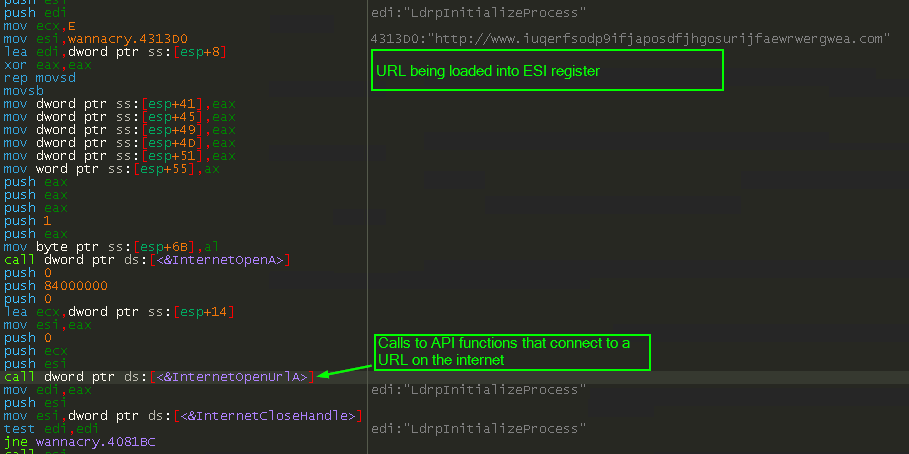 push esi
push edi edi:"LdrpInitializeProcess"
mov ecx,E
mov esi,wannacry.4313D0 4313D0:"http://www.iuqerfsodp9ifjaposdfjhgosurijfaewrwergwea.com"
lea edi,dword ptr ss:[esp+8]
xor eax,eax
URL being loaded into ESI register
rep movsd
movsb
mov dword ptr ss:[esp+41],eax
mov dword ptr ss:[esp+45],eax
mov dword ptr ss:[esp+49],eax
mov dword ptr ss:[esp+4D],eax
mov dword ptr ss:[esp+51],eax
mov word ptr ss:[esp+55],ax
push eax
push eax
push eax
push 1
push eax
mov byte ptr ss:[esp+6B],al
call dword ptr ds:[<&InternetOpenA>]
push 0
push 84000000
push 0
lea ecx,dword ptr ss:[esp+14]
mov esi,eax
push 0
Calls to API functions that connect to a
URL on the internet
push ecx
push esi
call dword ptr ds:[<&InternetOpenUrlA>]
mov edi,eax edi:"LdrpInitializeProcess"
push esi
mov esi,dword ptr ds:[<&InternetCloseHandle>]
test edi,edi edi:"LdrpInitializeProcess"
jne wannacry.4081BC
call esi